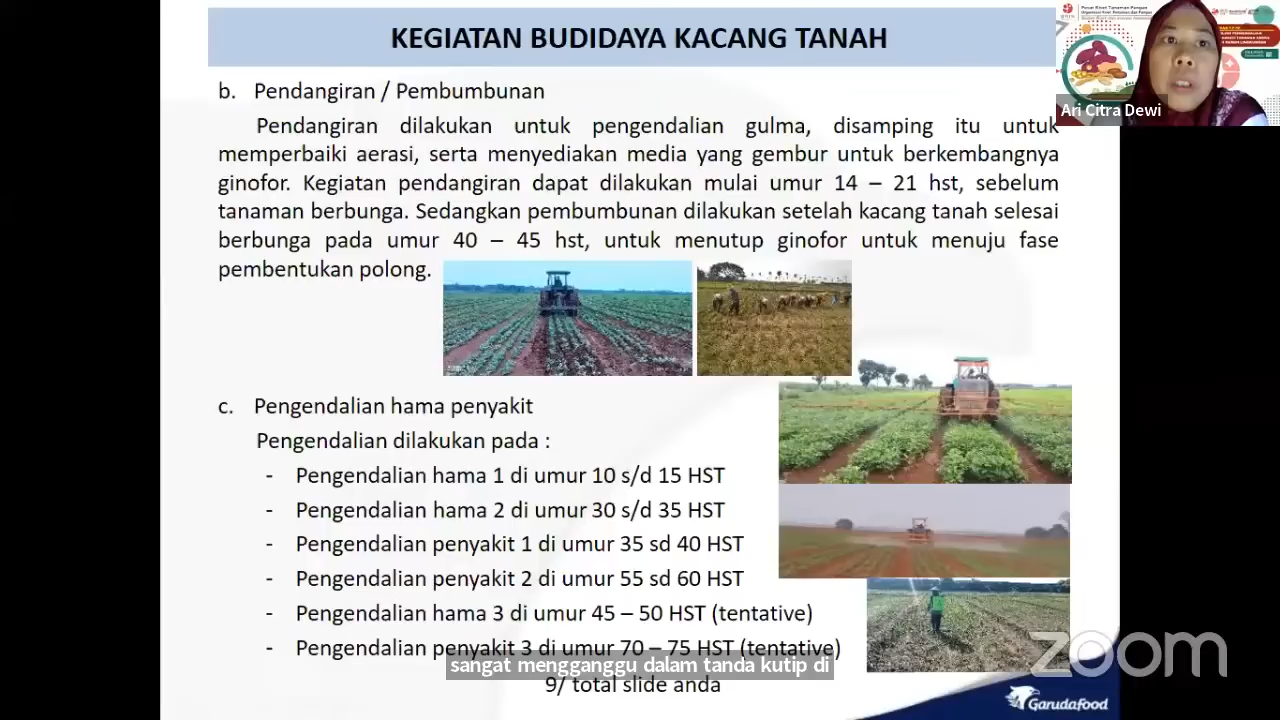 KEGIATAN BUDIDAYA KACANG TANAH
b. Pendangiran / Pembumbunan
Pendangiran dilakukan untuk pengendalian gulma, disamping itu untuk
memperbaiki aerasi, serta menyediakan media yang gembur untuk berkembangnya
ginofor. Kegiatan pendangiran dapat dilakukan mulai umur 14 – 21 hst, sebelum
tanaman berbunga. Sedangkan pembumbunan dilakukan setelah kacang tanah selesai
berbunga pada umur 40 – 45 hst, untuk menutup ginofor untuk menuju fase
pembentukan polong.
c. Pengendalian hama penyakit
Pengendalian dilakukan pada :
- Pengendalian hama 1 di umur 10 s/d 15 HST
- Pengendalian hama 2 di umur 30 s/d 35 HST
- Pengendalian penyakit 1 di umur 35 sd 40 HST
- Pengendalian penyakit 2 di umur 55 sd 60 HST
- Pengendalian hama 3 di umur 45 – 50 HST (tentative)
- Pengendalian penyakit 3 di umur 70 – 75 HST (tentative)
sangat mengganggu dalam tanda kutip di
9/ total slide anda
Ari Citra Dewi
zoom
Garudafood